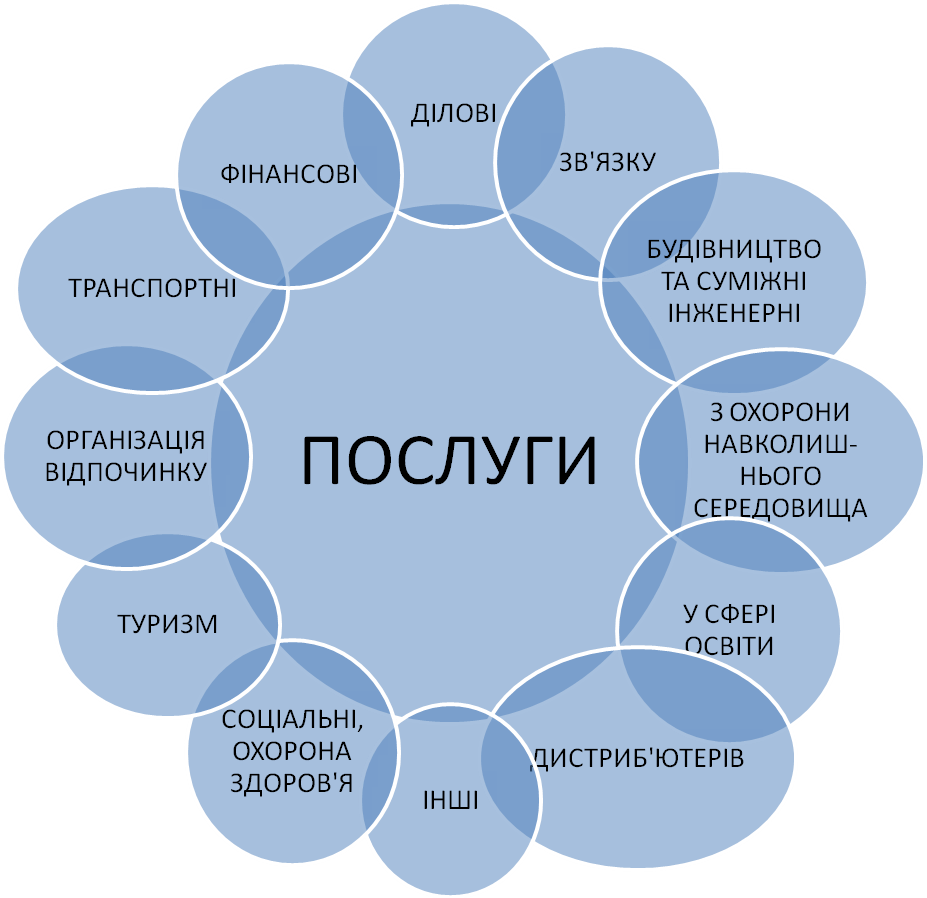 ПОСЛУГИ
ДІЛОВІ
ЗВ'ЯЗКУ
БУДІВНИЦТВО
ТА СУМІЖНІ
ІНЖЕНЕРНІ
З ОХОРОНИ
НАВКОЛИШ-
НЬОГО
СЕРЕДОВИЩА
У СФЕРІ
ОСВІТИ
ДИСТРИБ'ЮТЕРІВ
ІНШІ
СОЦІАЛЬНІ,
ОХОРОНА
ЗДОРОВ'Я
ТУРИЗМ
ОРГАНІЗАЦІЯ
ВІДПОЧИНКУ
ТРАНСПОРТНІ
ФІНАНСОВІ